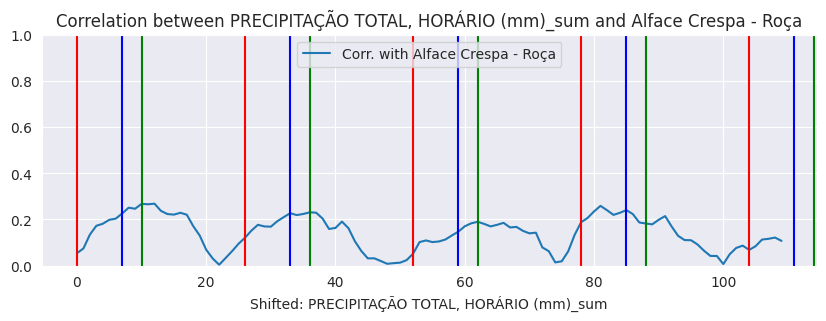 Correlation between PRECIPITAÇÃO TOTAL, HORÁRIO (mm)_sum and Alface Crespa - Roça
Corr. with Alface Crespa - Roça
1.0
0.8
0.6
0.4
0.2
0.0
0 20 40 60 80 100
Shifted: PRECIPITAÇÃO TOTAL, HORÁRIO (mm)_sum